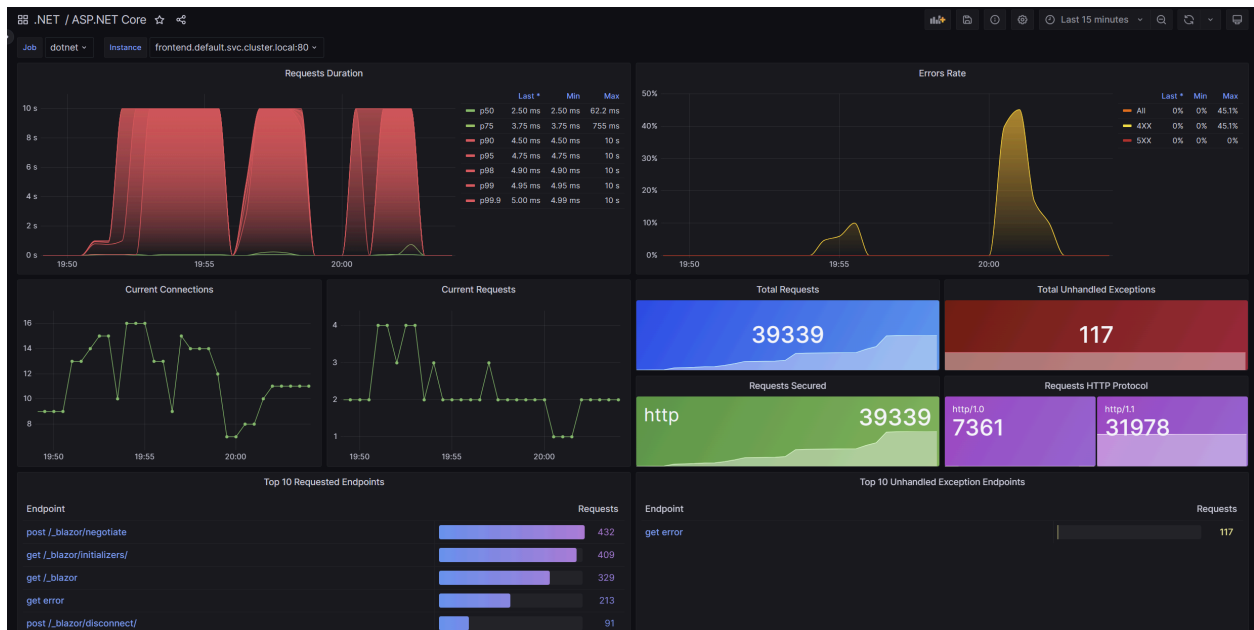 .NET / ASP.NET Core
Last 15 minutes
Job dotnet Instance frontend.default.svc.cluster.local:80
Requests Duration
10 s
8 s
6 s
4 s
2 s
0 s
19:50 19:55 20:00
Last * Min Max
p50 2.50 ms 2.50 ms 62.2 ms
p75 3.75 ms 3.75 ms 755 ms
p90 4.50 ms 4.50 ms 10 s
p95 4.75 ms 4.75 ms 10 s
p98 4.90 ms 4.90 ms 10 s
p99 4.95 ms 4.95 ms 10 s
p99.9 5.00 ms 4.99 ms 10 s
Errors Rate
50%
40%
30%
20%
10%
0%
19:50 19:55 20:00
Last * Min Max
All 0% 0% 45.1%
4XX 0% 0% 45.1%
5XX 0% 0% 0%
Current Connections
16
14
12
10
8
19:50 19:55 20:00
Current Requests
4
3
2
1
19:50 19:55 20:00
Total Requests
39339
Total Unhandled Exceptions
117
Requests Secured
http 39339
Requests HTTP Protocol
http/1.0
7361
http/1.1
31978
Top 10 Requested Endpoints
Endpoint Requests
post /_blazor/negotiate 432
get /_blazor/initializers/ 409
get /_blazor 329
get error 213
post /_blazor/disconnect/ 91
Top 10 Unhandled Exception Endpoints
Endpoint Requests
get error 117